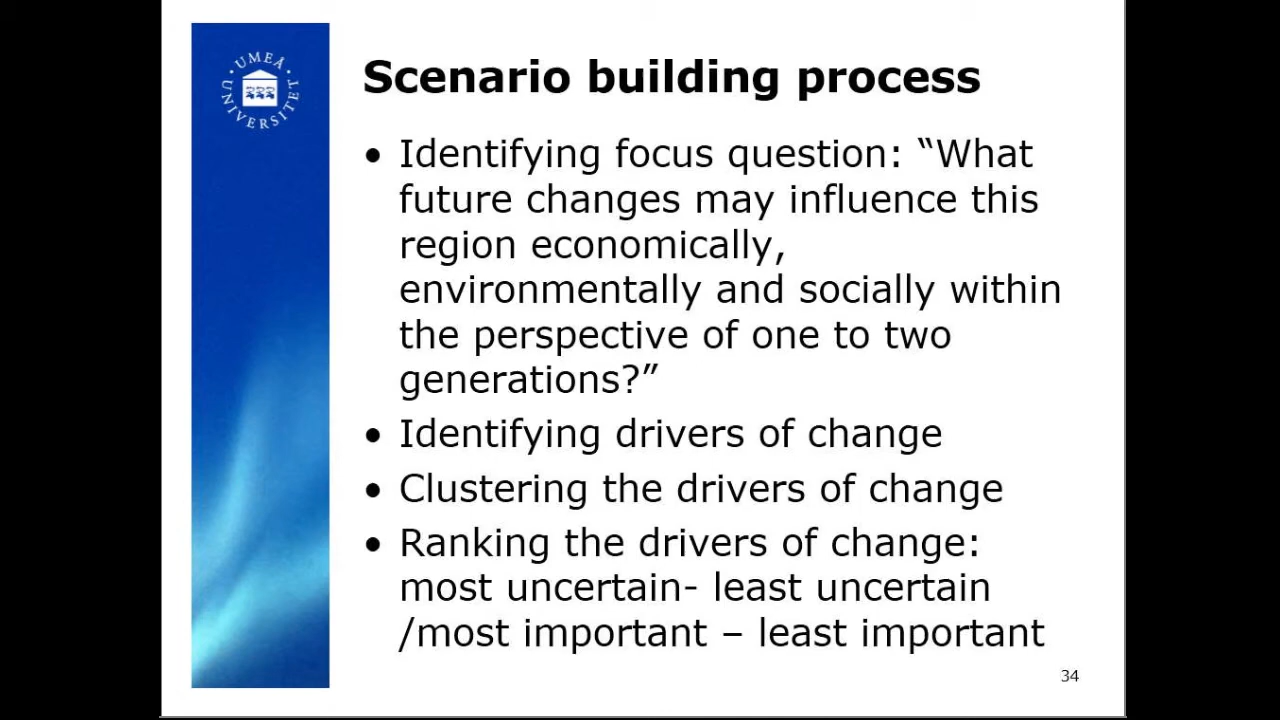 UMEÅ UNIVERSITET
Scenario building process
• Identifying focus question: “What
future changes may influence this
region economically,
environmentally and socially within
the perspective of one to two
generations?”
• Identifying drivers of change
• Clustering the drivers of change
• Ranking the drivers of change:
most uncertain- least uncertain
/most important – least important
34